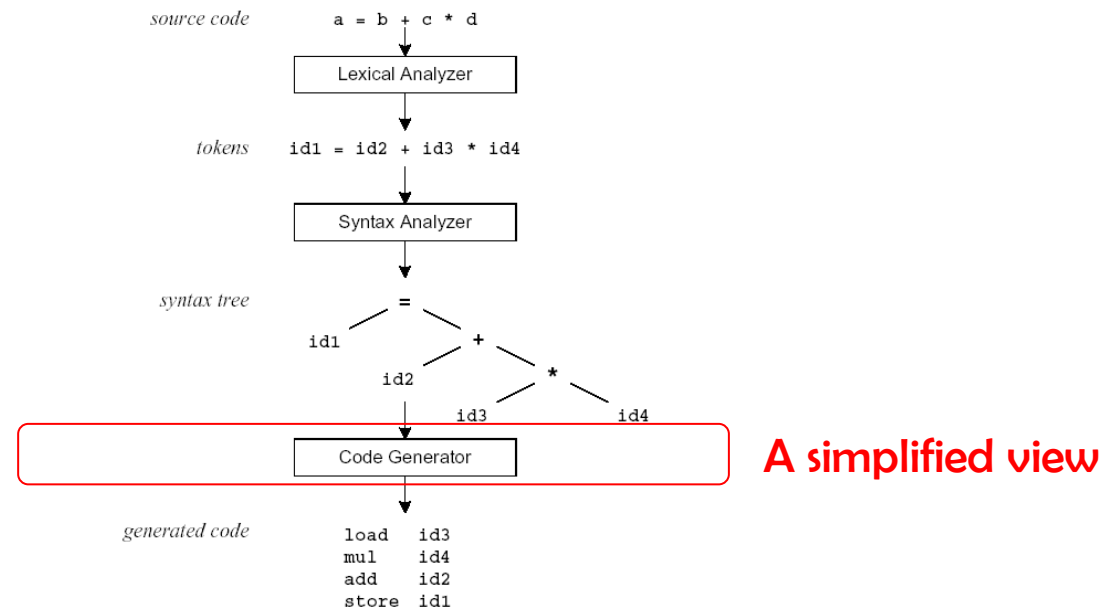 source code a = b + c * d
Lexical Analyzer
tokens id1 = id2 + id3 * id4
Syntax Analyzer
syntax tree =
id1 +
id2 *
id3 id4
Code Generator
A simplified view
generated code
load id3
mul id4
add id2
store id1